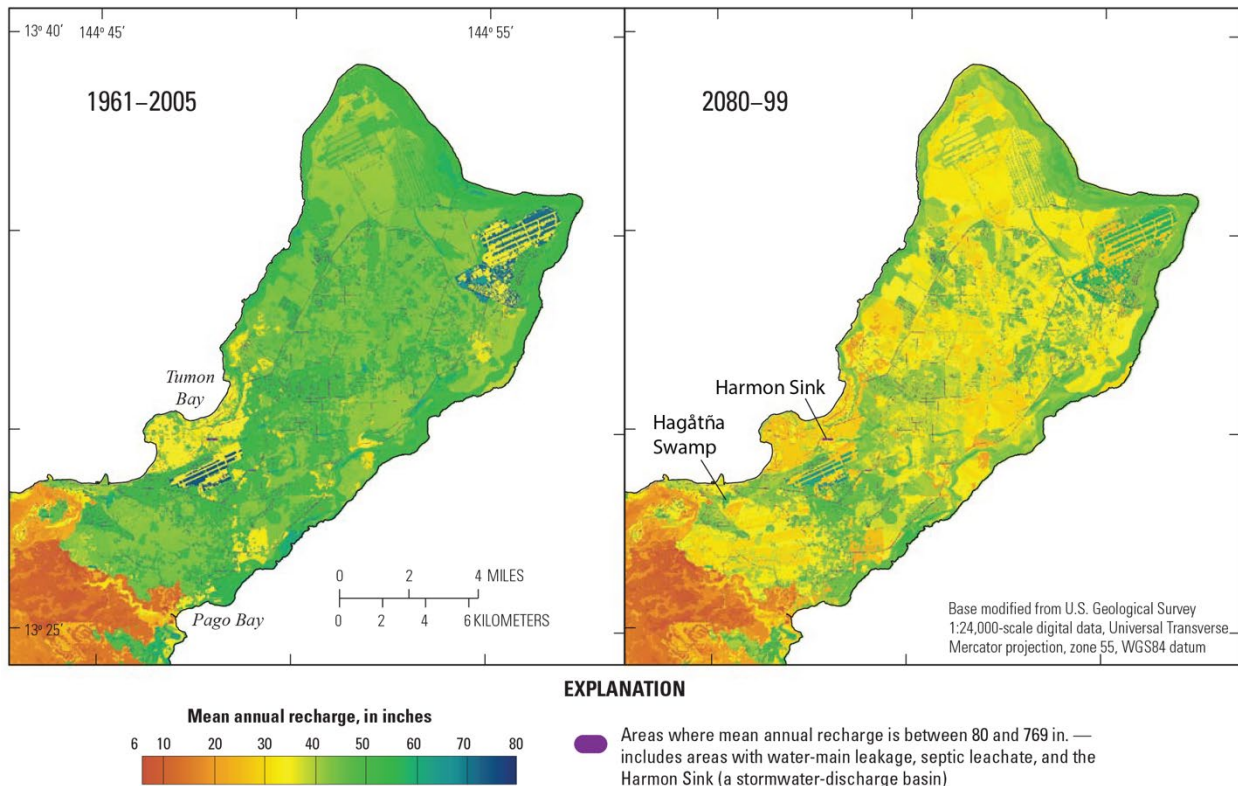 13º 40′
144º 45′
144º 55′
1961–2005
Tumon
Bay
0 2 4 MILES
0 2 4 6 KILOMETERS
Pago Bay
13º 25′
2080–99
Harmon Sink
Hagåtña
Swamp
Base modified from U.S. Geological Survey
1:24,000-scale digital data, Universal Transverse
Mercator projection, zone 55, WGS84 datum
EXPLANATION
Mean annual recharge, in inches
6 10 20 30 40 50 60 70 80
Areas where mean annual recharge is between 80 and 769 in. —
includes areas with water-main leakage, septic leachate, and the
Harmon Sink (a stormwater-discharge basin)